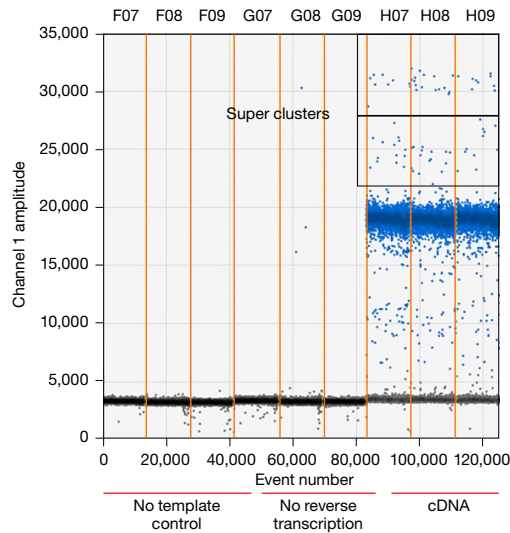 F07 F08 F09 G07 G08 G09 H07 H08 H09
35,000
30,000
25,000
20,000
15,000
10,000
5,000
0
Channel 1 amplitude
Super clusters
0 20,000 40,000 60,000 80,000 100,000 120,000
Event number
No template
control
No reverse
transcription
cDNA